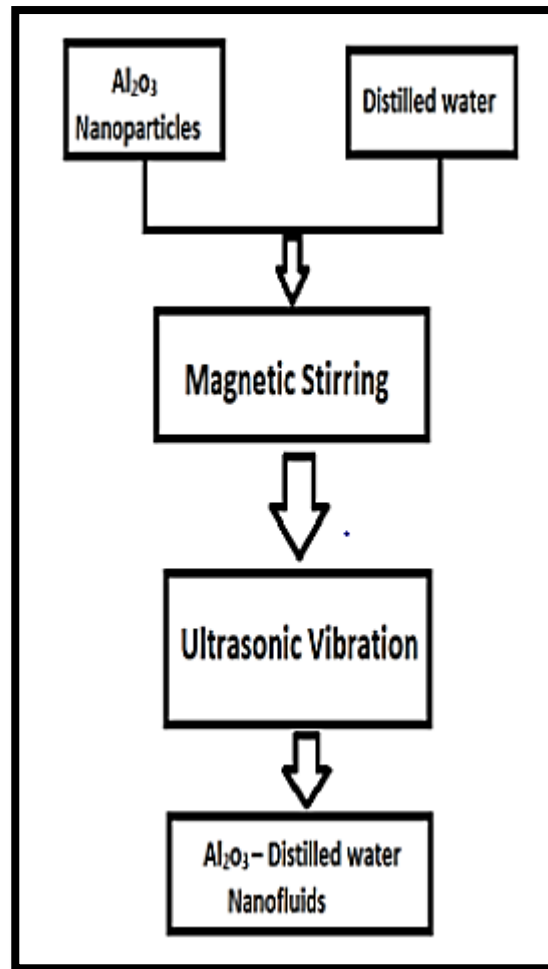 Al₂o₃
Nanoparticles
Distilled water
Magnetic Stirring
Ultrasonic Vibration
Al₂o₃ – Distilled water
Nanofluids